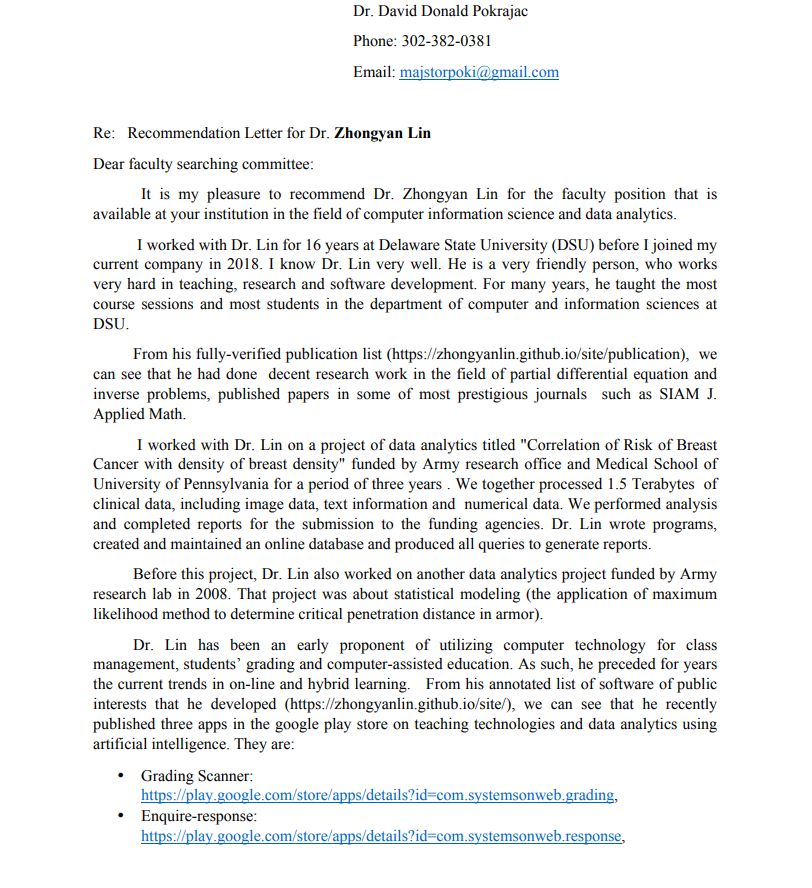 Dr. David Donald Pokrajac
Phone: 302-382-0381
Email: majstorpoki@gmail.com
Re: Recommendation Letter for Dr. Zhongyan Lin
Dear faculty searching committee:
It is my pleasure to recommend Dr. Zhongyan Lin for the faculty position that is
available at your institution in the field of computer information science and data analytics.
I worked with Dr. Lin for 16 years at Delaware State University (DSU) before I joined my
current company in 2018. I know Dr. Lin very well. He is a very friendly person, who works
very hard in teaching, research and software development. For many years, he taught the most
course sessions and most students in the department of computer and information sciences at
DSU.
From his fully-verified publication list (https://zhongyanlin.github.io/site/publication), we
can see that he had done decent research work in the field of partial differential equation and
inverse problems, published papers in some of most prestigious journals such as SIAM J.
Applied Math.
I worked with Dr. Lin on a project of data analytics titled "Correlation of Risk of Breast
Cancer with density of breast density" funded by Army research office and Medical School of
University of Pennsylvania for a period of three years . We together processed 1.5 Terabytes of
clinical data, including image data, text information and numerical data. We performed analysis
and completed reports for the submission to the funding agencies. Dr. Lin wrote programs,
created and maintained an online database and produced all queries to generate reports.
Before this project, Dr. Lin also worked on another data analytics project funded by Army
research lab in 2008. That project was about statistical modeling (the application of maximum
likelihood method to determine critical penetration distance in armor).
Dr. Lin has been an early proponent of utilizing computer technology for class
management, students' grading and computer-assisted education. As such, he preceded for years
the current trends in on-line and hybrid learning. From his annotated list of software of public
interests that he developed (https://zhongyanlin.github.io/site/), we can see that he recently
published three apps in the google play store on teaching technologies and data analytics using
artificial intelligence. They are:
• Grading Scanner:
https://play.google.com/store/apps/details?id=com.systemsonweb.grading,
• Enquire-response:
https://play.google.com/store/apps/details?id=com.systemsonweb.response,